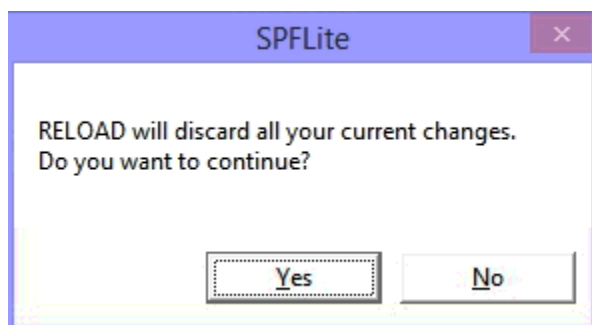 SPFLite
RELOAD will discard all your current changes.
Do you want to continue?
Yes
No